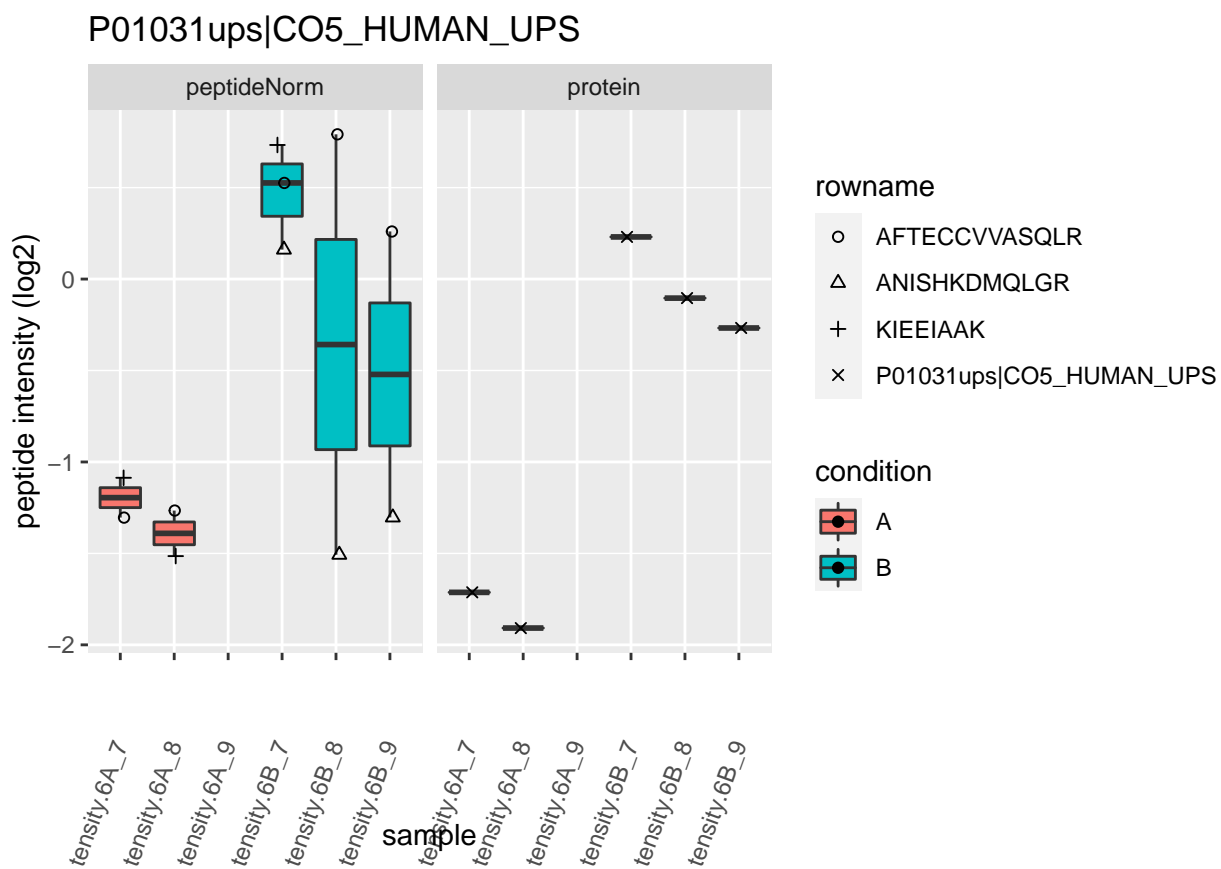 P01031ups|CO5_HUMAN_UPS
peptideNorm
protein
peptide intensity (log2)
0
−1
−2
tensity.6A_7
tensity.6A_8
tensity.6A_9
tensity.6B_7
tensity.6B_8
tensity.6B_9
tensity.6A_7
tensity.6A_8
tensity.6A_9
tensity.6B_7
tensity.6B_8
tensity.6B_9
sample
rowname
AFTECCVVASQLR
ANISHKDMQLGR
KIEEIAAK
P01031ups|CO5_HUMAN_UPS
condition
A
B